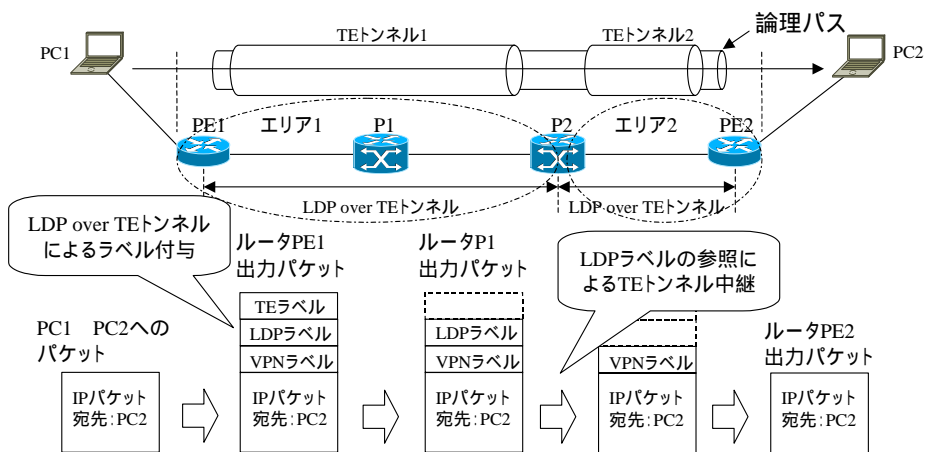 TEトンネル1
TEトンネル2
論理パス
PC1
PC2
PE1
エリア1
P1
P2
エリア2
PE2
LDP over TEトンネル
LDP over TEトンネル
LDP over TEトンネル
によるラベル付与
ルータPE1
出力パケット
ルータP1
出力パケット
LDPラベルの参照に
よるTEトンネル中継
PC1 PC2への
パケット
ルータPE2
出力パケット
TEラベル
LDPラベル
VPNラベル
IPパケット
宛先:PC2
LDPラベル
VPNラベル
IPパケット
宛先:PC2
VPNラベル
IPパケット
宛先:PC2
IPパケット
宛先:PC2
IPパケット
宛先:PC2